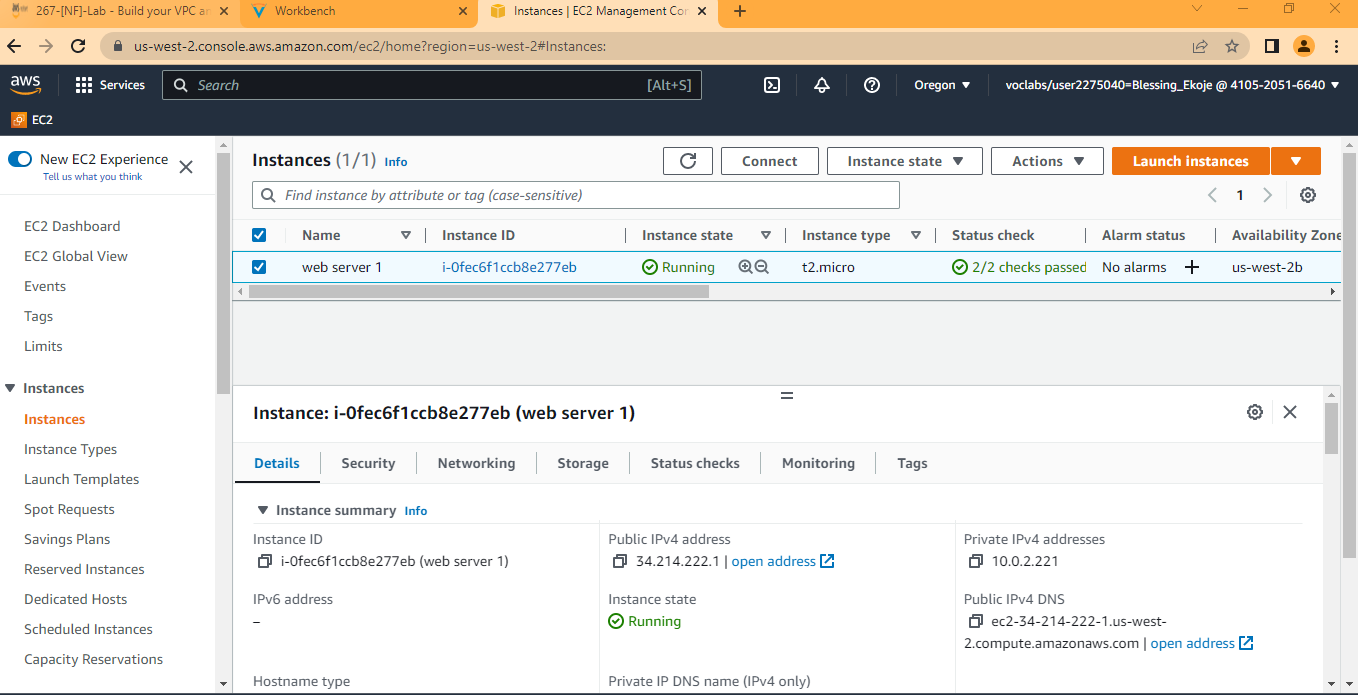 267-[NF]-Lab - Build your VPC an
Workbench
Instances | EC2 Management Con
us-west-2.console.aws.amazon.com/ec2/home?region=us-west-2#Instances:
aws
Services
Search
[Alt+S]
Oregon
voclabs/user2275040=Blessing_Ekoje @ 4105-2051-6640
EC2
New EC2 Experience
Tell us what you think
EC2 Dashboard
EC2 Global View
Events
Tags
Limits
Instances
Instances
Instance Types
Launch Templates
Spot Requests
Savings Plans
Reserved Instances
Dedicated Hosts
Scheduled Instances
Capacity Reservations
Instances (1/1) Info
Connect
Instance state
Actions
Launch instances
Find instance by attribute or tag (case-sensitive)
1
Name Instance ID Instance state Instance type Status check Alarm status Availability Zone
web server 1 i-0fec6f1ccb8e277eb Running t2.micro 2/2 checks passed No alarms us-west-2b
Instance: i-0fec6f1ccb8e277eb (web server 1)
Details Security Networking Storage Status checks Monitoring Tags
Instance summary Info
Instance ID
i-0fec6f1ccb8e277eb (web server 1)
Public IPv4 address
34.214.222.1 | open address
Private IPv4 addresses
10.0.2.221
IPv6 address
–
Instance state
Running
Public IPv4 DNS
ec2-34-214-222-1.us-west-
2.compute.amazonaws.com | open address
Hostname type
Private IP DNS name (IPv4 only)